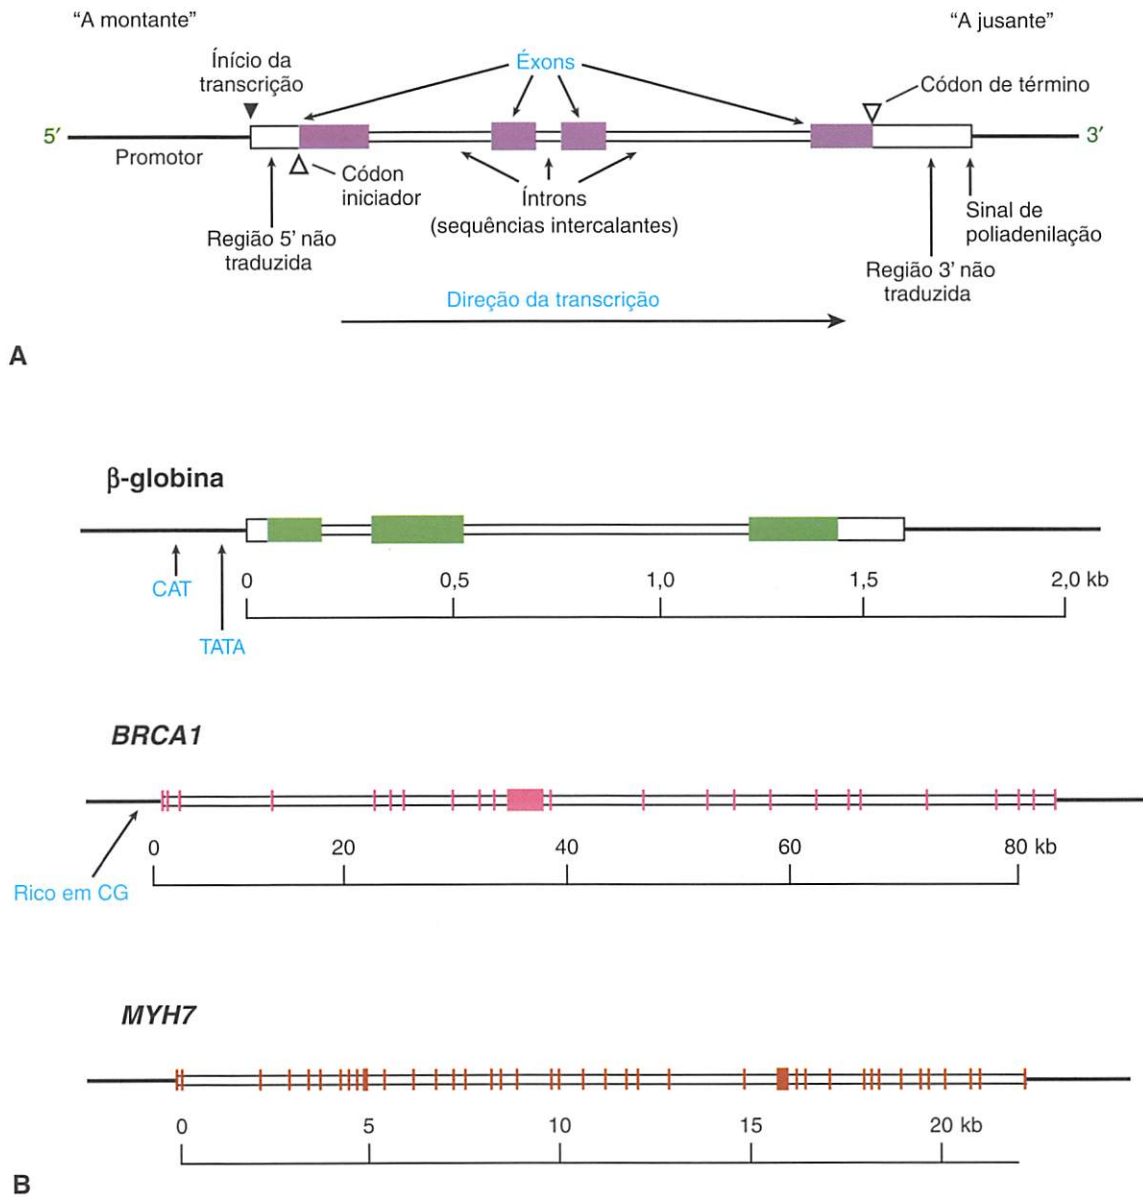 “A montante”
“A jusante”
Ínício da
transcrição
Éxons
Códon de término
5′
3′
Promotor
Códon
iniciador
Íntrons
(sequências intercalantes)
Região 5’ não
traduzida
Sinal de
poliadenilação
Região 3’ não
traduzida
Direção da transcrição
A
β-globina
CAT
TATA
0 0,5 1,0 1,5 2,0 kb
BRCA1
Rico em CG
0 20 40 60 80 kb
MYH7
0 5 10 15 20 kb
B